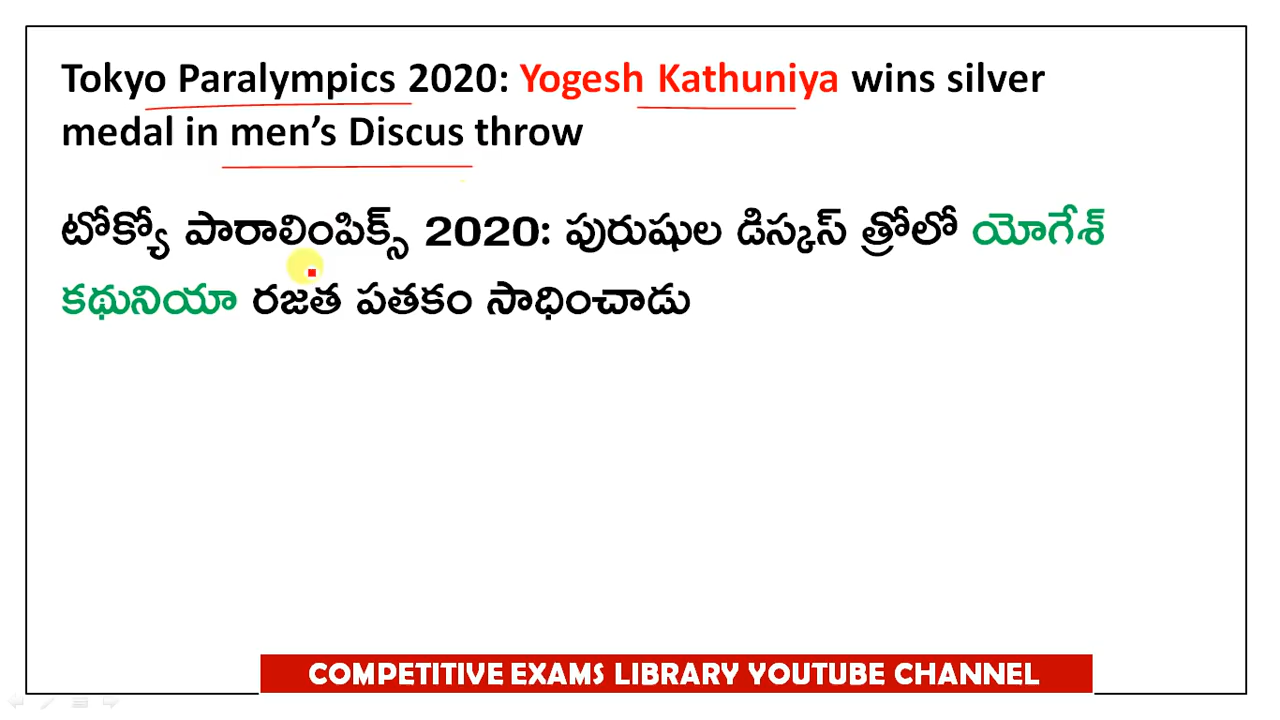 Tokyo Paralympics 2020: Yogesh Kathuniya wins silver
medal in men’s Discus throw
టోక్యో పారాలింపిక్స్ 2020: పురుషుల డిస్కస్ త్రోలో యోగేశ్
కథునియా రజత పతకం సాధించాడు
COMPETITIVE EXAMS LIBRARY YOUTUBE CHANNEL